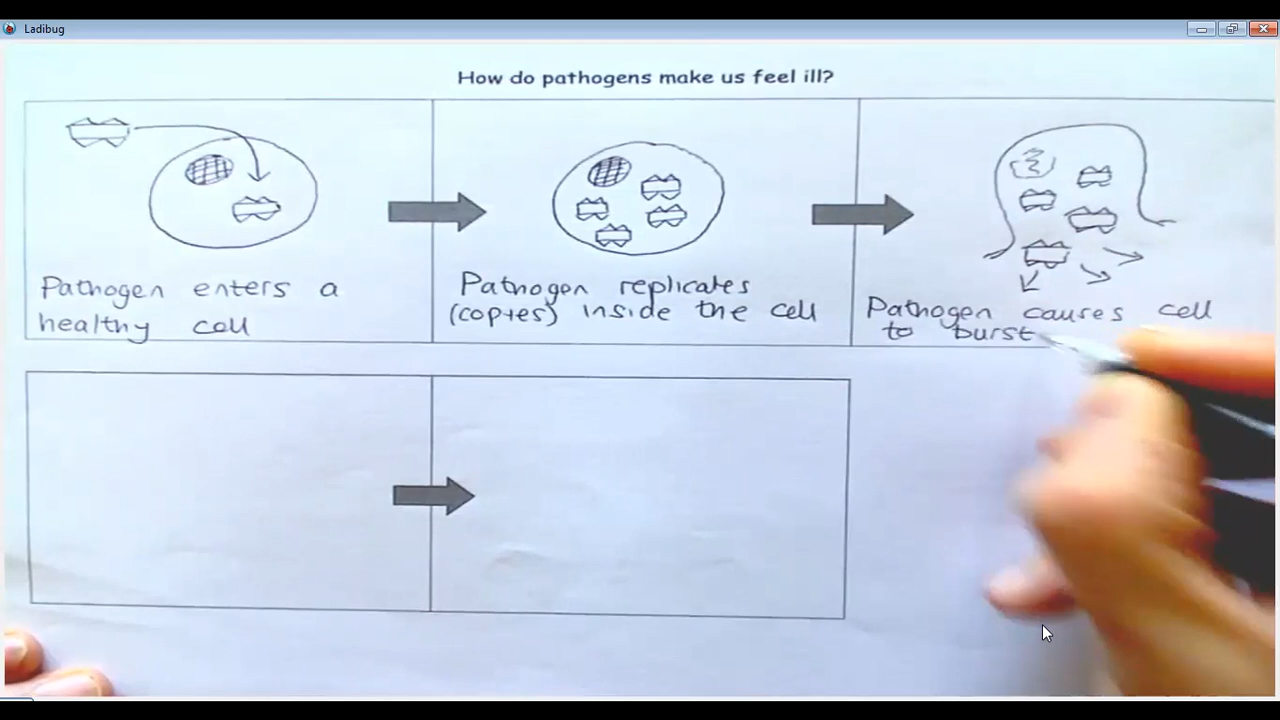 Ladibug
How do pathogens make us feel ill?
Pathogen enters a
healthy cell
Pathogen replicates
(copies) inside the cell
Pathogen causes cell
to burst